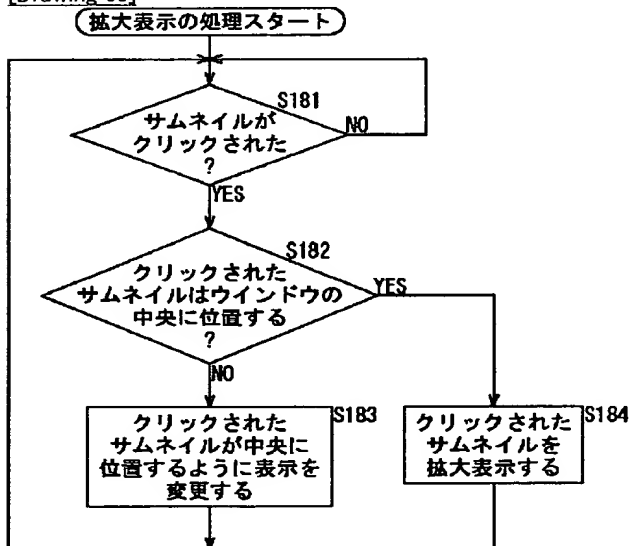 拡大表示の処理スタート
S181
サムネイルが
クリックされた
?
NO
YES
S182
クリックされた
サムネイルはウインドウの
中央に位置する
?
YES
NO
S183
クリックされた
サムネイルが中央に
位置するように表示を
変更する
S184
クリックされた
サムネイルを
拡大表示する